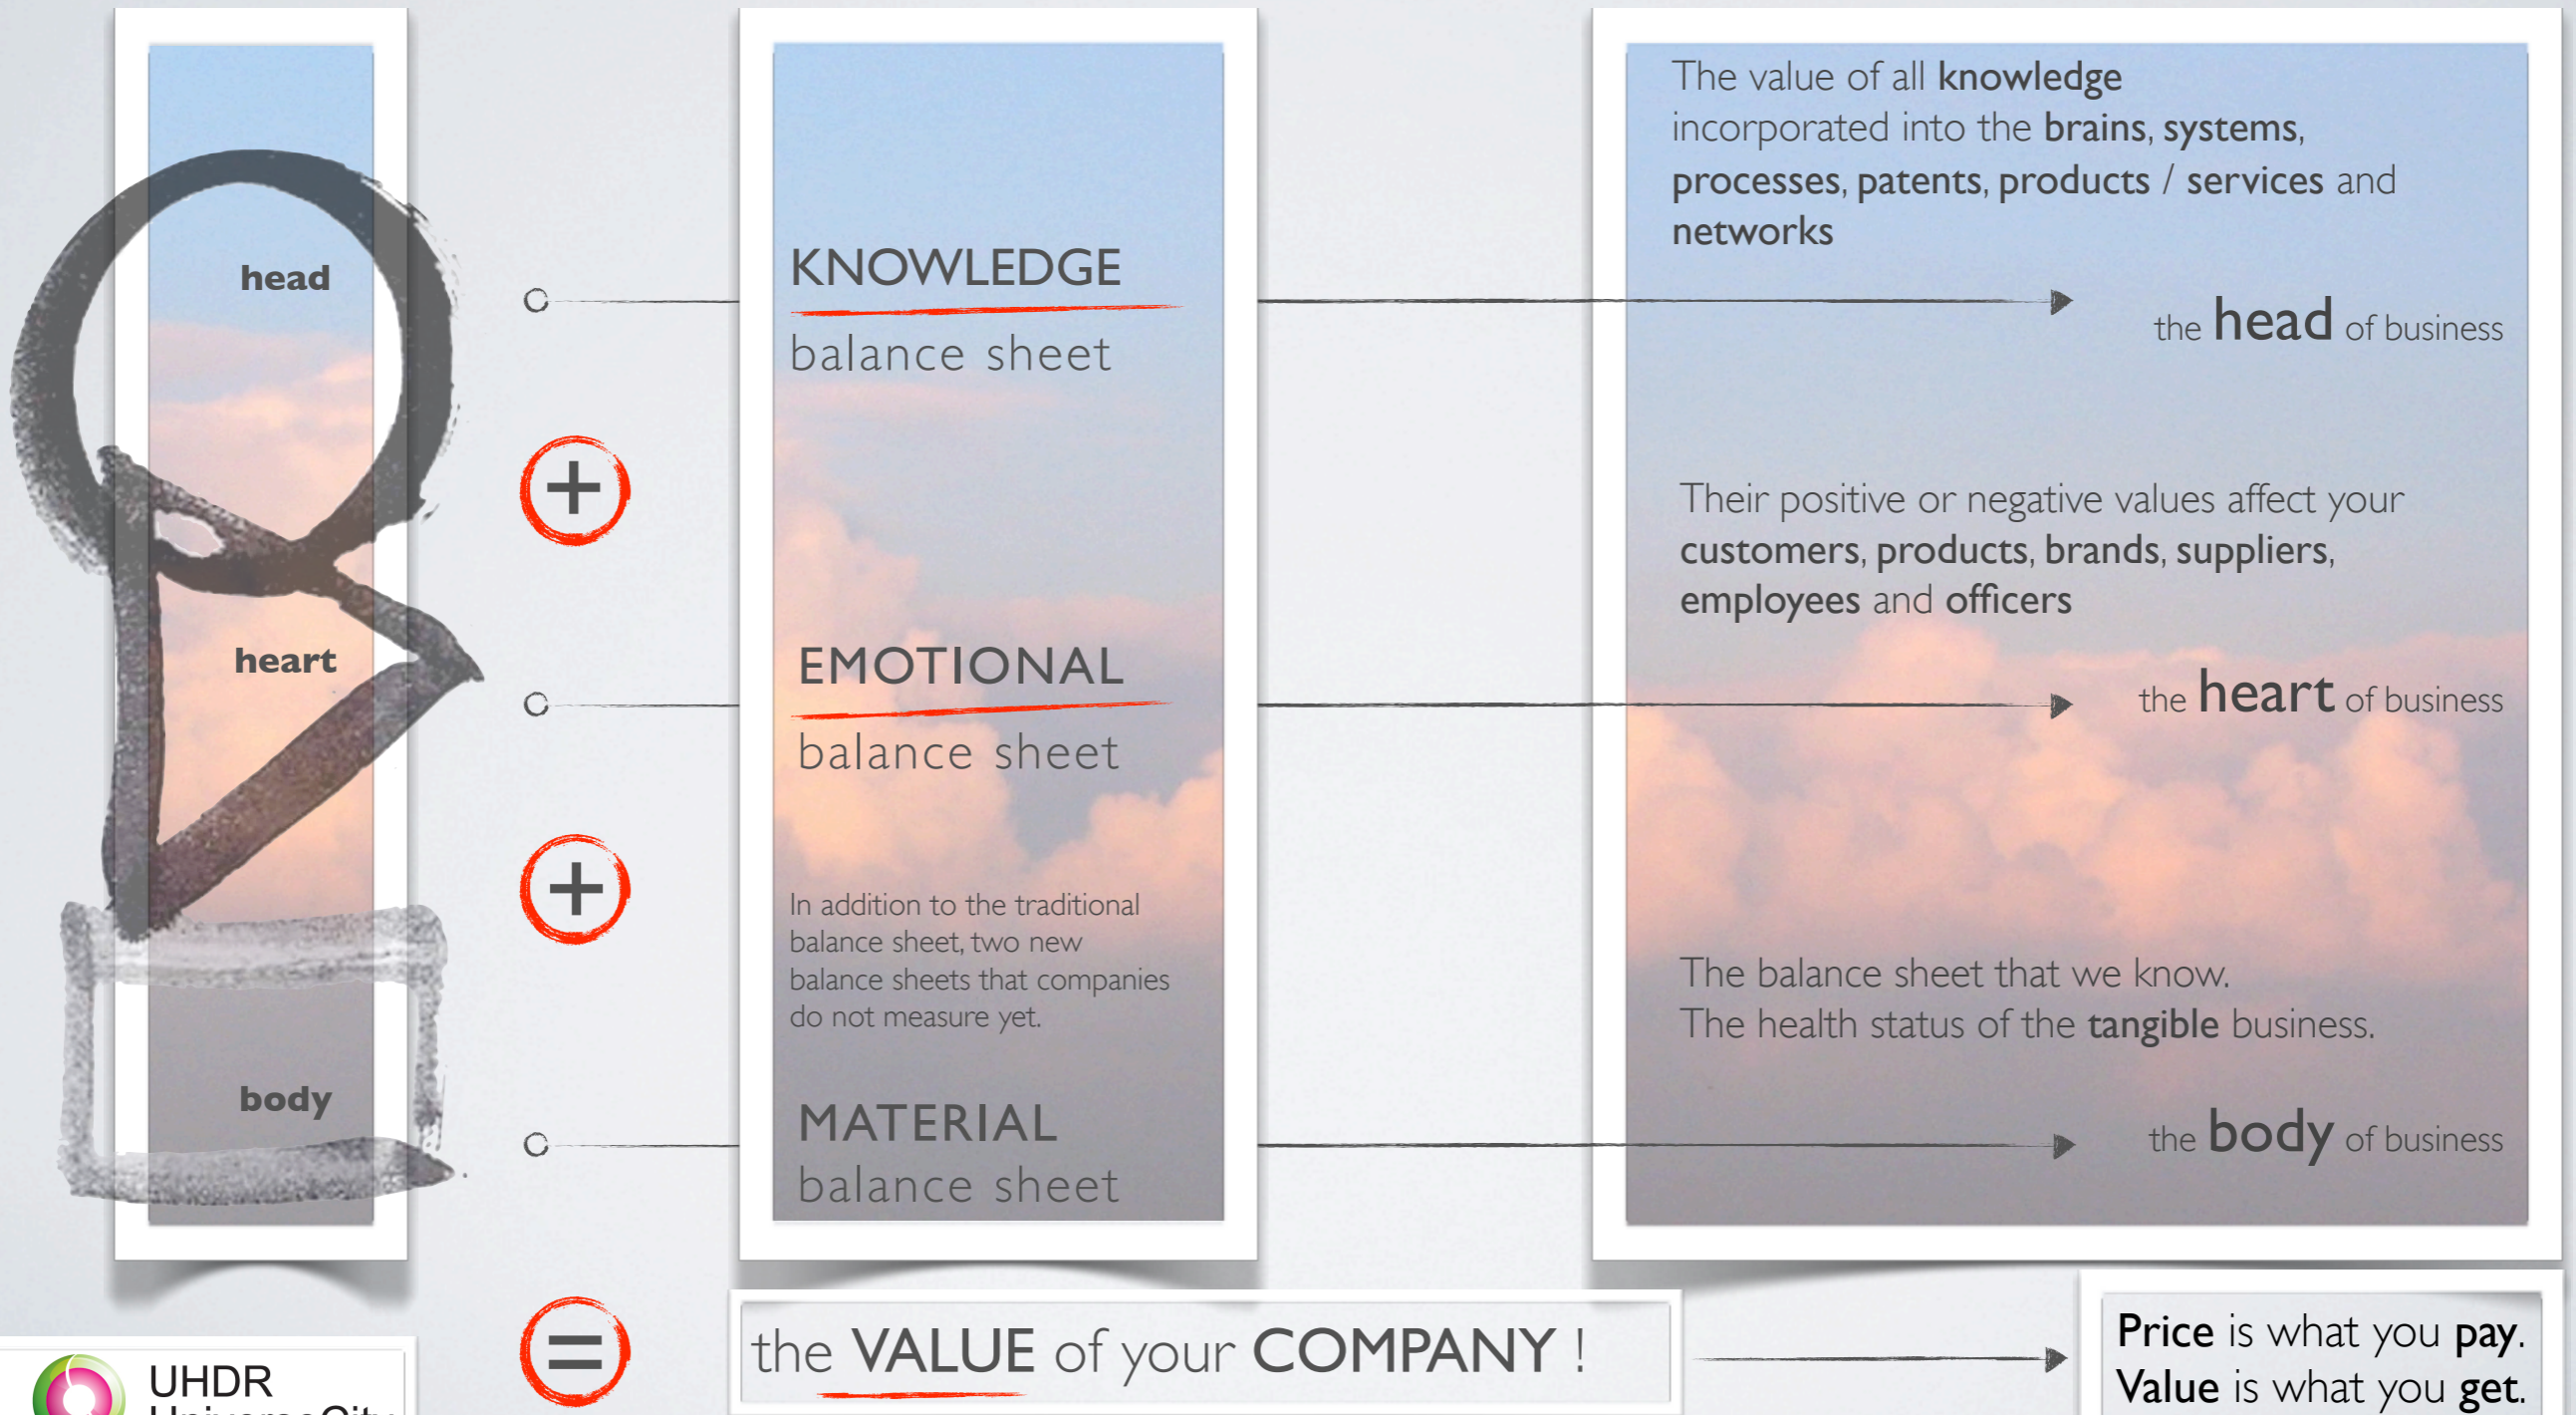 head
heart
body
+
+
=
KNOWLEDGE
balance sheet
EMOTIONAL
balance sheet
In addition to the traditional
balance sheet, two new
balance sheets that companies
do not measure yet.
MATERIAL
balance sheet
The value of all knowledge
incorporated into the brains, systems,
processes, patents, products / services and
networks
the head of business
Their positive or negative values affect your
customers, products, brands, suppliers,
employees and officers
the heart of business
The balance sheet that we know.
The health status of the tangible business.
the body of business
the VALUE of your COMPANY !
Price is what you pay.
Value is what you get.
UHDR
UniverseCity